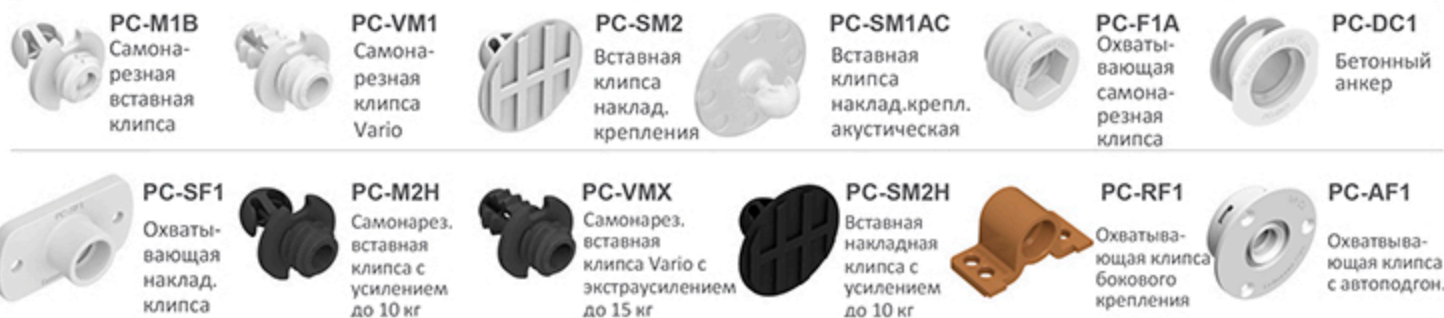 PC-M1B
Самона-
резная
вставная
клипса
PC-VM1
Самона-
резная
клипса
Vario
PC-SM2
Вставная
клипса
наклад.
крепления
PC-SM1AC
Вставная
клипса
наклад.крепл.
акустическая
PC-F1A
Охваты-
вающая
самона-
резная
клипса
PC-DC1
Бетонный
анкер
PC-SF1
Охваты-
вающая
наклад.
клипса
PC-M2H
Самонарез.
вставная
клипса с
усилением
до 10 кг
PC-VMX
Самонарез.
вставная
клипса Vario с
экстраусилением
до 15 кг
PC-SM2H
Вставная
накладная
клипса с
усилением
до 10 кг
PC-RF1
Охватыва-
ющая клипса
бокового
крепления
PC-AF1
Охватвыва-
ющая клипса
с автоподгон.